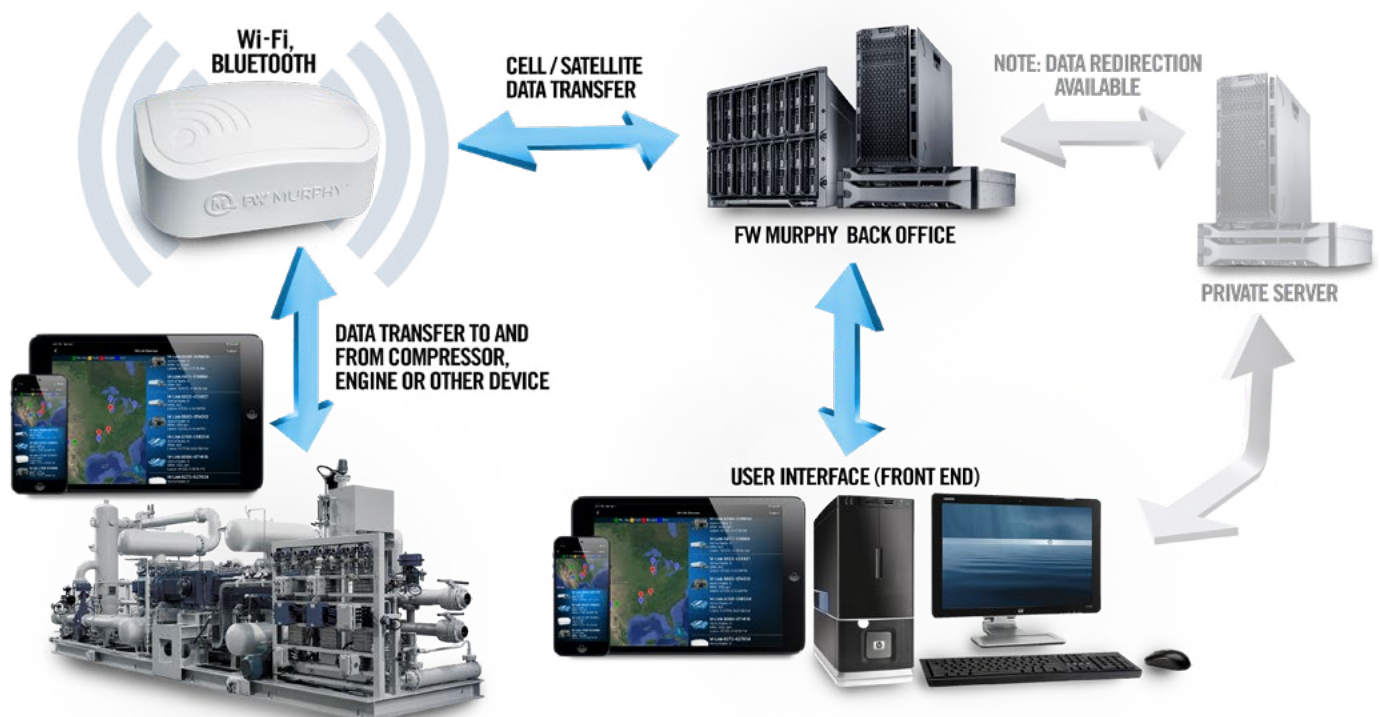 Wi-Fi,
BLUETOOTH
CELL / SATELLITE
DATA TRANSFER
NOTE: DATA REDIRECTION
AVAILABLE
FW MURPHY
FW MURPHY BACK OFFICE
PRIVATE SERVER
DATA TRANSFER TO AND
FROM COMPRESSOR,
ENGINE OR OTHER DEVICE
USER INTERFACE (FRONT END)